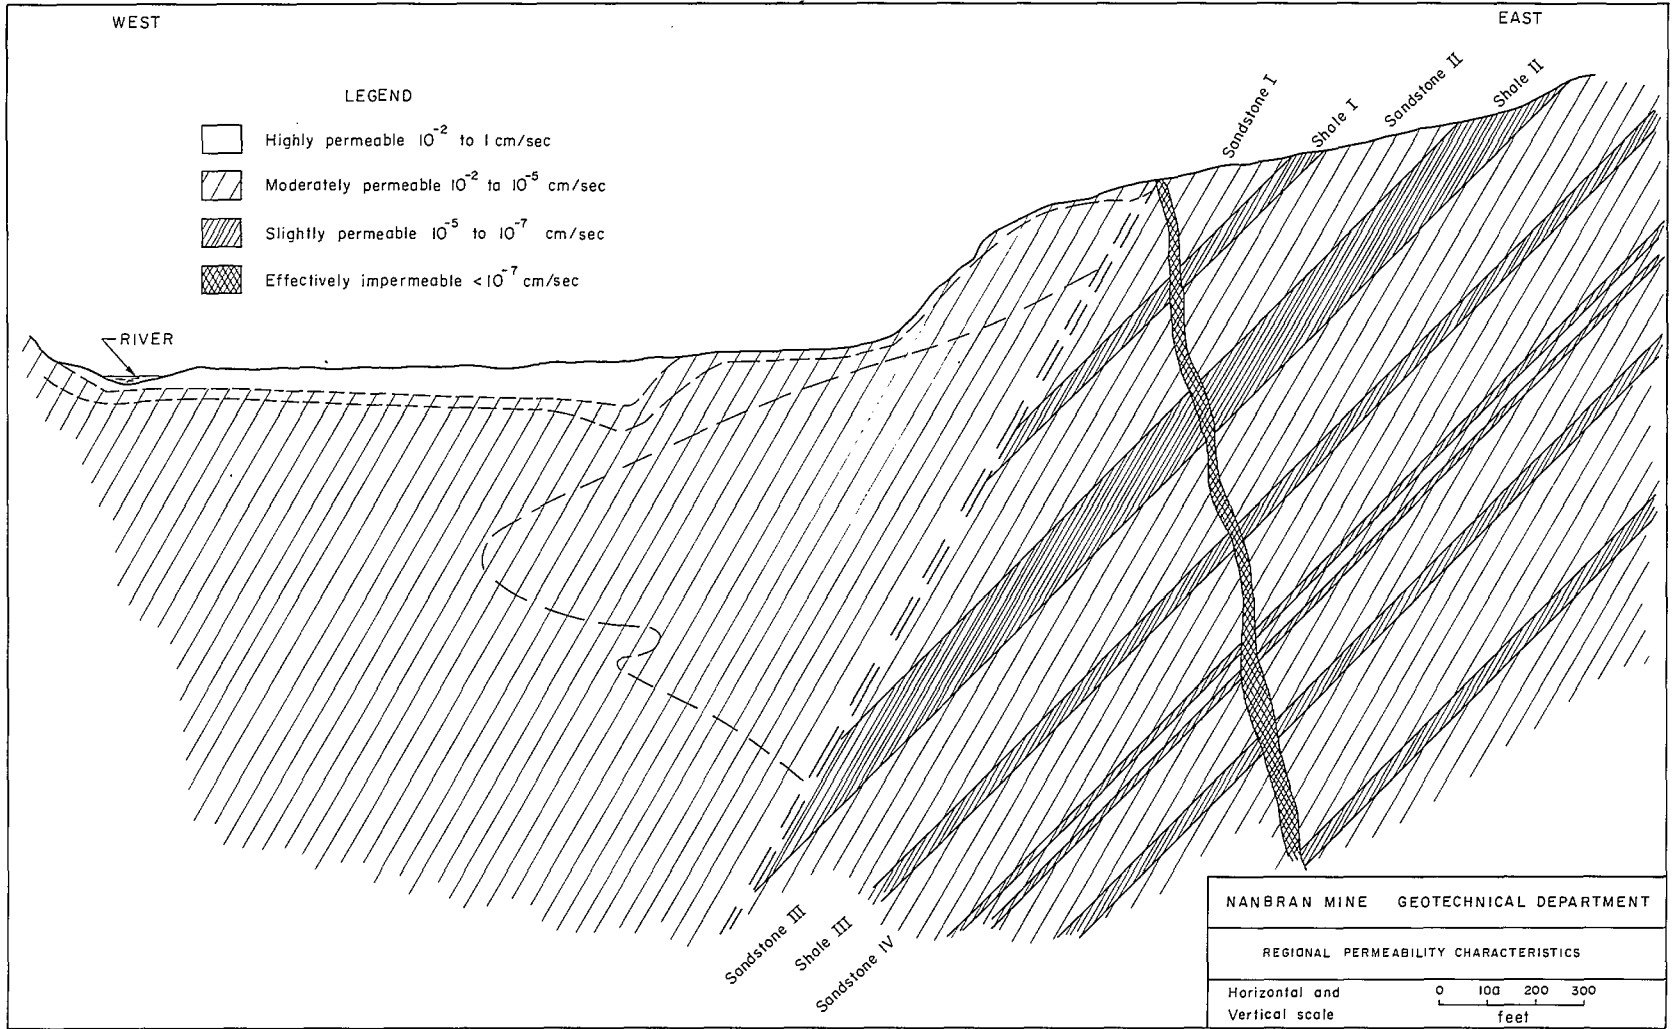 WEST
EAST
LEGEND
Highly permeable 10⁻² to 1 cm/sec
Moderately permeable 10⁻² to 10⁻⁵ cm/sec
Slightly permeable 10⁻⁵ to 10⁻⁷ cm/sec
Effectively impermeable <10⁻⁷ cm/sec
RIVER
Sandstone I
Shale I
Sandstone II
Shale II
Sandstone III
Shale III
Sandstone IV
NANBRAN MINE GEOTECHNICAL DEPARTMENT
REGIONAL PERMEABILITY CHARACTERISTICS
Horizontal and
Vertical scale
0 100 200 300
feet